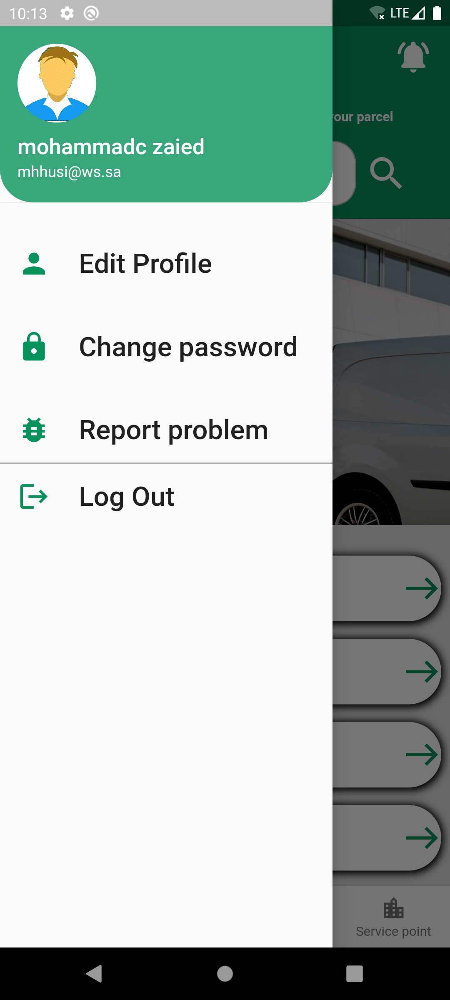 10:13
LTE
your parcel
mohammadc zaied
mhhusi@ws.sa
Edit Profile
Change password
Report problem
Log Out
Service point